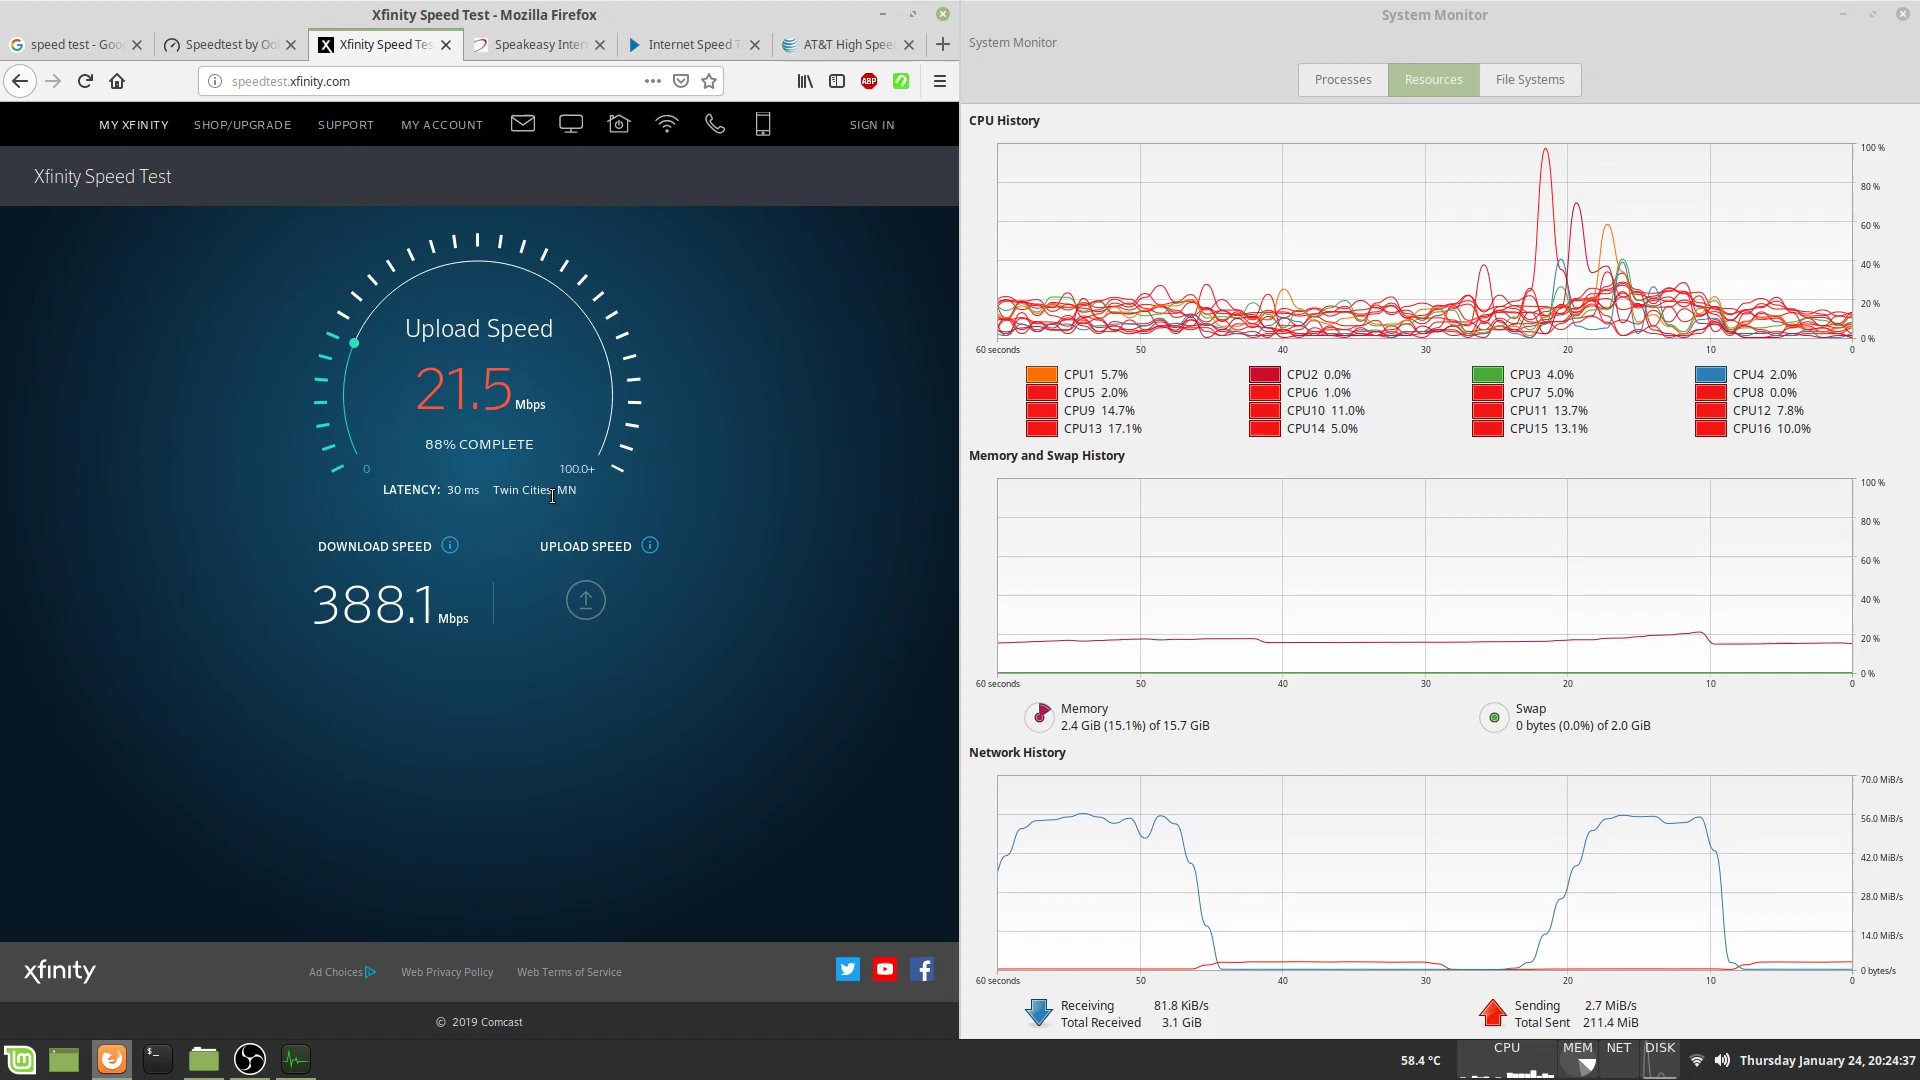 Xfinity Speed Test - Mozilla Firefox
speed test - Goo
Speedtest by Ool
Xfinity Speed Tes
Speakeasy Inter
Internet Speed T
AT&T High Spee
speedtest.xfinity.com
ABP
MY XFINITY
SHOP/UPGRADE
SUPPORT
MY ACCOUNT
SIGN IN
Xfinity Speed Test
Upload Speed
21.5 Mbps
88% COMPLETE
0
100.0+
LATENCY: 30 ms Twin Cities, MN
DOWNLOAD SPEED
UPLOAD SPEED
388.1 Mbps
xfinity
Ad Choices
Web Privacy Policy
Web Terms of Service
© 2019 Comcast
System Monitor
System Monitor
Processes
Resources
File Systems
CPU History
100 %
80 %
60 %
40 %
20 %
0 %
60 seconds 50 40 30 20 10 0
CPU1 5.7% CPU2 0.0% CPU3 4.0% CPU4 2.0%
CPU5 2.0% CPU6 1.0% CPU7 5.0% CPU8 0.0%
CPU9 14.7% CPU10 11.0% CPU11 13.7% CPU12 7.8%
CPU13 17.1% CPU14 5.0% CPU15 13.1% CPU16 10.0%
Memory and Swap History
100 %
80 %
60 %
40 %
20 %
0 %
60 seconds 50 40 30 20 10 0
Memory
2.4 GiB (15.1%) of 15.7 GiB
Swap
0 bytes (0.0%) of 2.0 GiB
Network History
70.0 MiB/s
56.0 MiB/s
42.0 MiB/s
28.0 MiB/s
14.0 MiB/s
0 bytes/s
60 seconds 50 40 30 20 10 0
Receiving 81.8 KiB/s
Total Received 3.1 GiB
Sending 2.7 MiB/s
Total Sent 211.4 MiB
58.4 °C
CPU
MEM
NET
DISK
Thursday January 24, 20:24:37